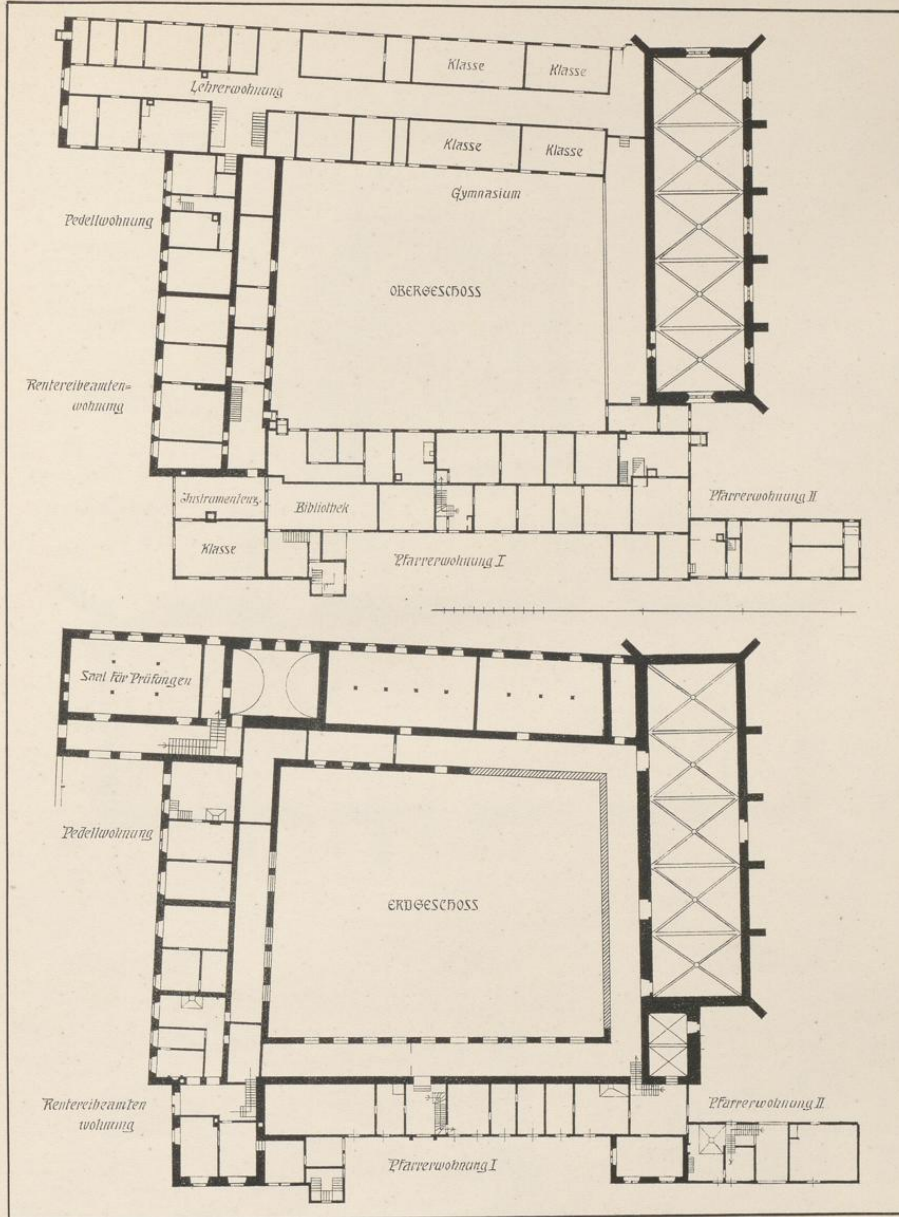 Klasse
Klasse
Lehrerwohnung
Klasse
Klasse
Gymnasium
Pedellwohnung
OBERGESCHOSS
Rentereibeamten=
wohnung
Instrumentenz.
Bibliothek
Pfarrerwohnung II
Klasse
Pfarrerwohnung I
Saal für Prüfungen
Pedellwohnung
ERDGESCHOSS
Rentereibeamten
wohnung
Pfarrerwohnung II.
Pfarrerwohnung I